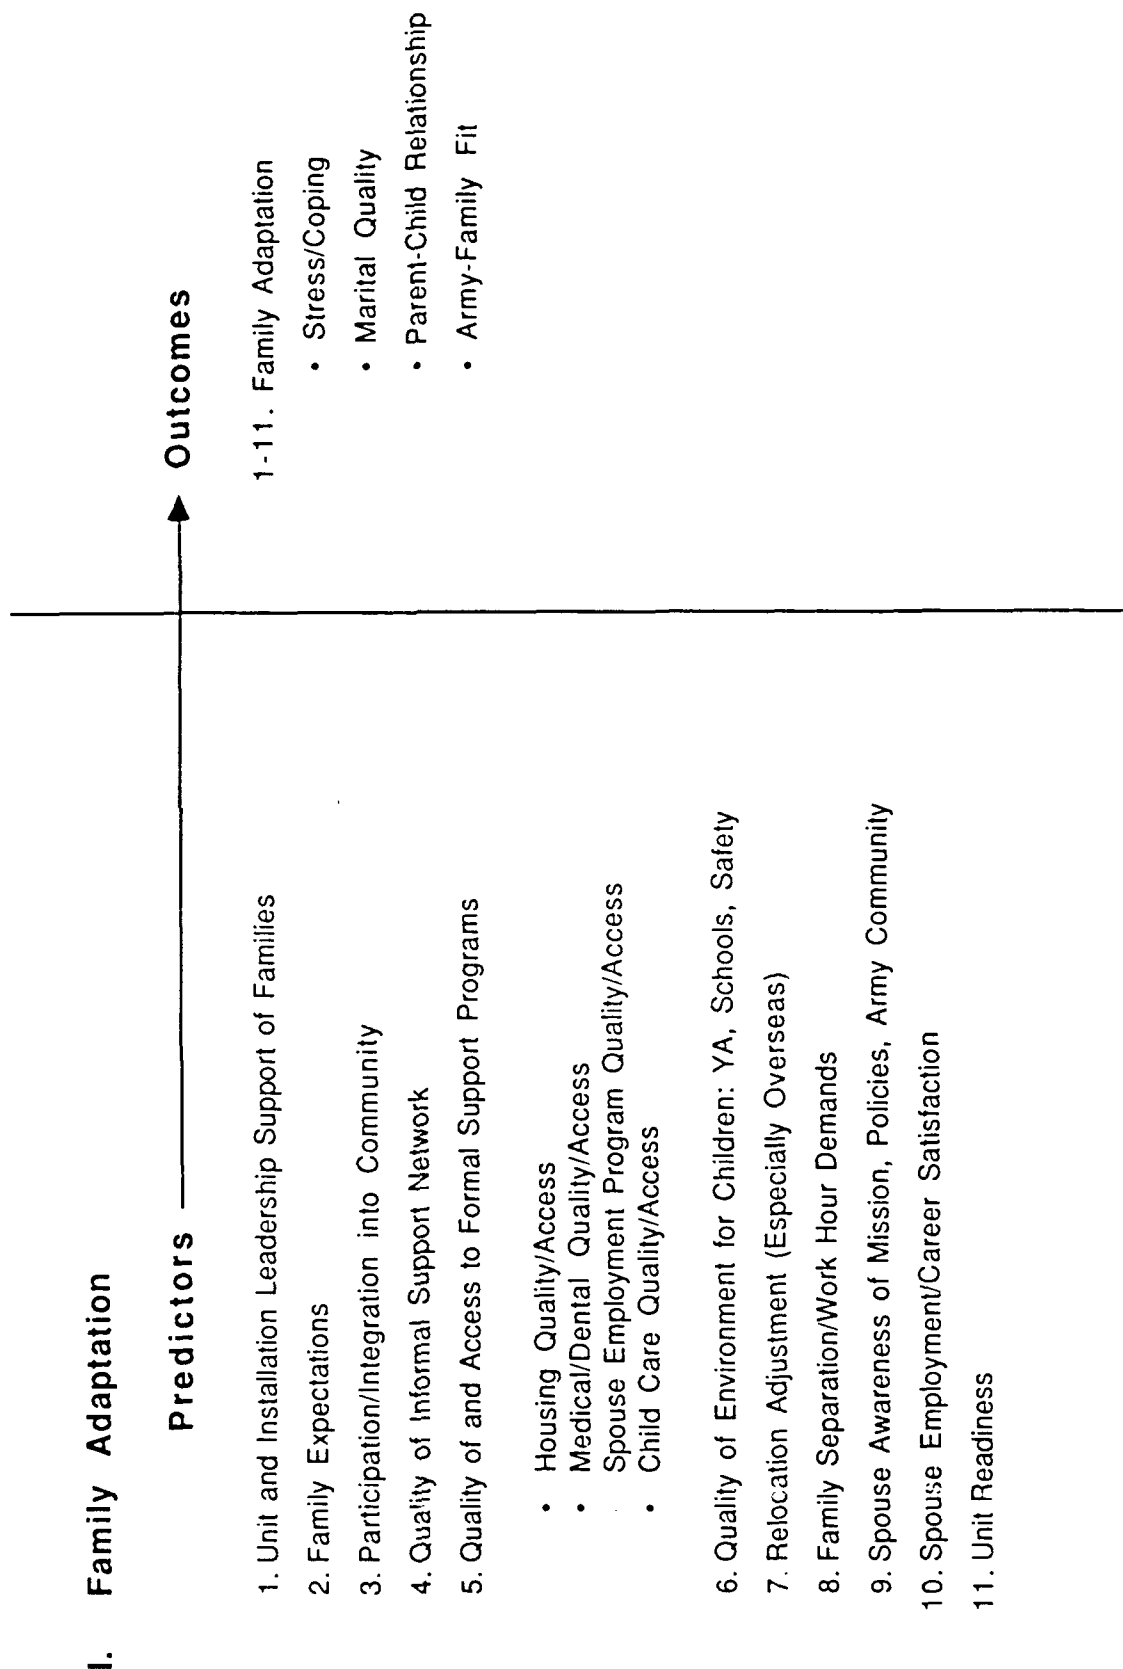 I. Family Adaptation
Predictors
Outcomes
1. Unit and Installation Leadership Support of Families
2. Family Expectations
3. Participation/Integration into Community
4. Quality of Informal Support Network
5. Quality of and Access to Formal Support Programs
• Housing Quality/Access
• Medical/Dental Quality/Access
Spouse Employment Program Quality/Access
• Child Care Quality/Access
6. Quality of Environment for Children: YA, Schools, Safety
7. Relocation Adjustment (Especially Overseas)
8. Family Separation/Work Hour Demands
9. Spouse Awareness of Mission, Policies, Army Community
10. Spouse Employment/Career Satisfaction
11. Unit Readiness
1-11. Family Adaptation
• Stress/Coping
• Marital Quality
• Parent-Child Relationship
• Army-Family Fit